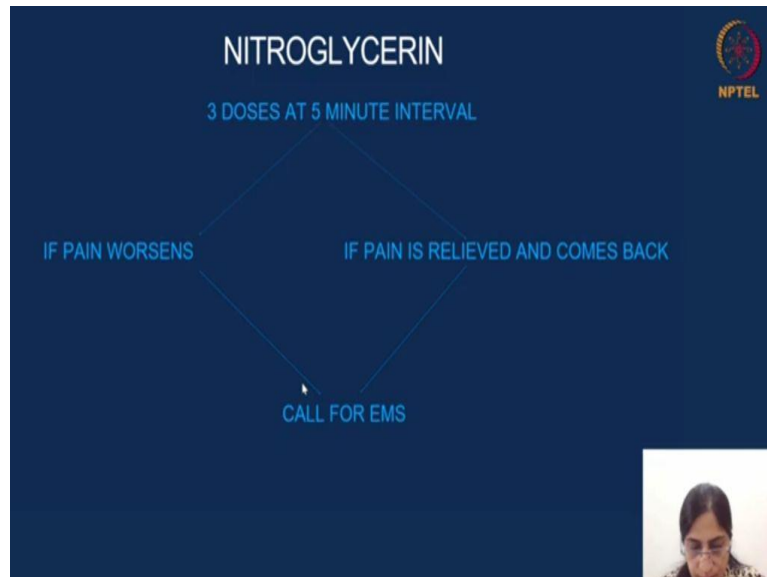 NITROGLYCERIN
NPTEL
3 DOSES AT 5 MINUTE INTERVAL
IF PAIN WORSENS
IF PAIN IS RELIEVED AND COMES BACK
CALL FOR EMS